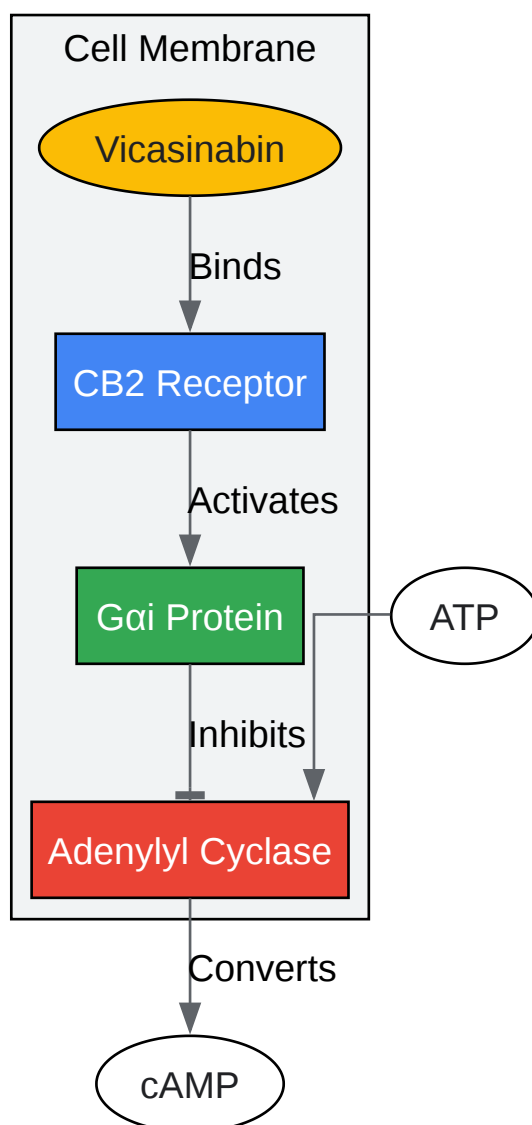 Cell Membrane
Vicasinabin
Binds
CB2 Receptor
Activates
Gαi Protein
ATP
Inhibits
Adenylyl Cyclase
Converts
cAMP